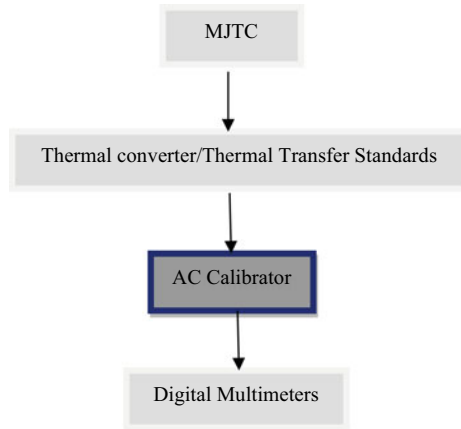 MJTC
Thermal converter/Thermal Transfer Standards
AC Calibrator
Digital Multimeters